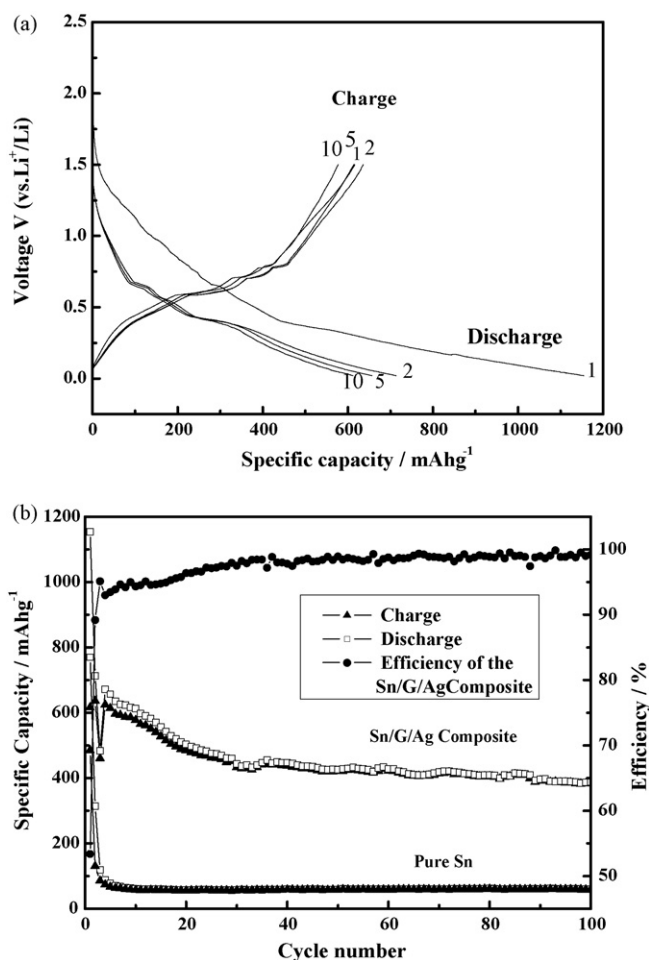 (a)
2.5
2.0
1.5
1.0
0.5
0.0
Voltage V (vs.Li⁺/Li)
Charge
10 5 1 2
Discharge
10 5 2 1
0 200 400 600 800 1000 1200
Specific capacity / mAhg⁻¹
(b)
1200
1000
800
600
400
200
0
Specific Capacity / mAhg⁻¹
Charge
Discharge
Efficiency of the
Sn/G/AgComposite
Sn/G/Ag Composite
Pure Sn
100
90
80
70
60
50
Efficiency / %
0 20 40 60 80 100
Cycle number